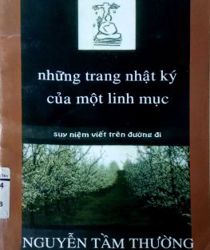 những trang nhật ký
của một linh mục
suy niệm viết trên đường đi
NGUYỄN TẦM THƯỜNG